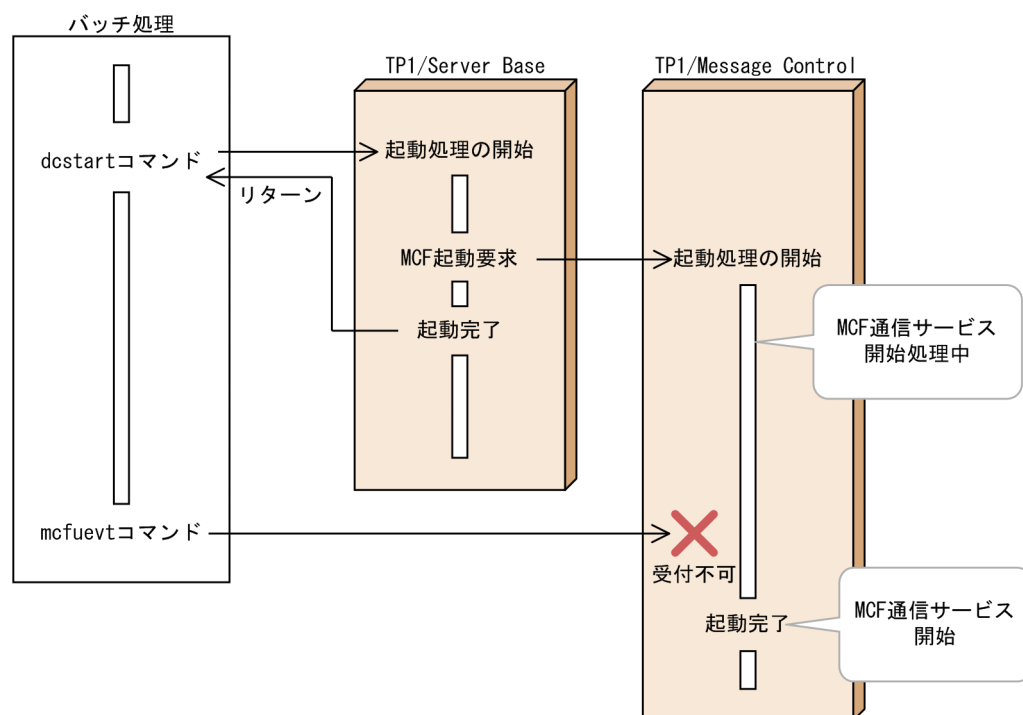 バッチ処理
TP1/Server Base
TP1/Message Control
dcstartコマンド
起動処理の開始
リターン
MCF起動要求
起動処理の開始
起動完了
MCF通信サービス
開始処理中
mcfuevtコマンド
受付不可
起動完了
MCF通信サービス
開始